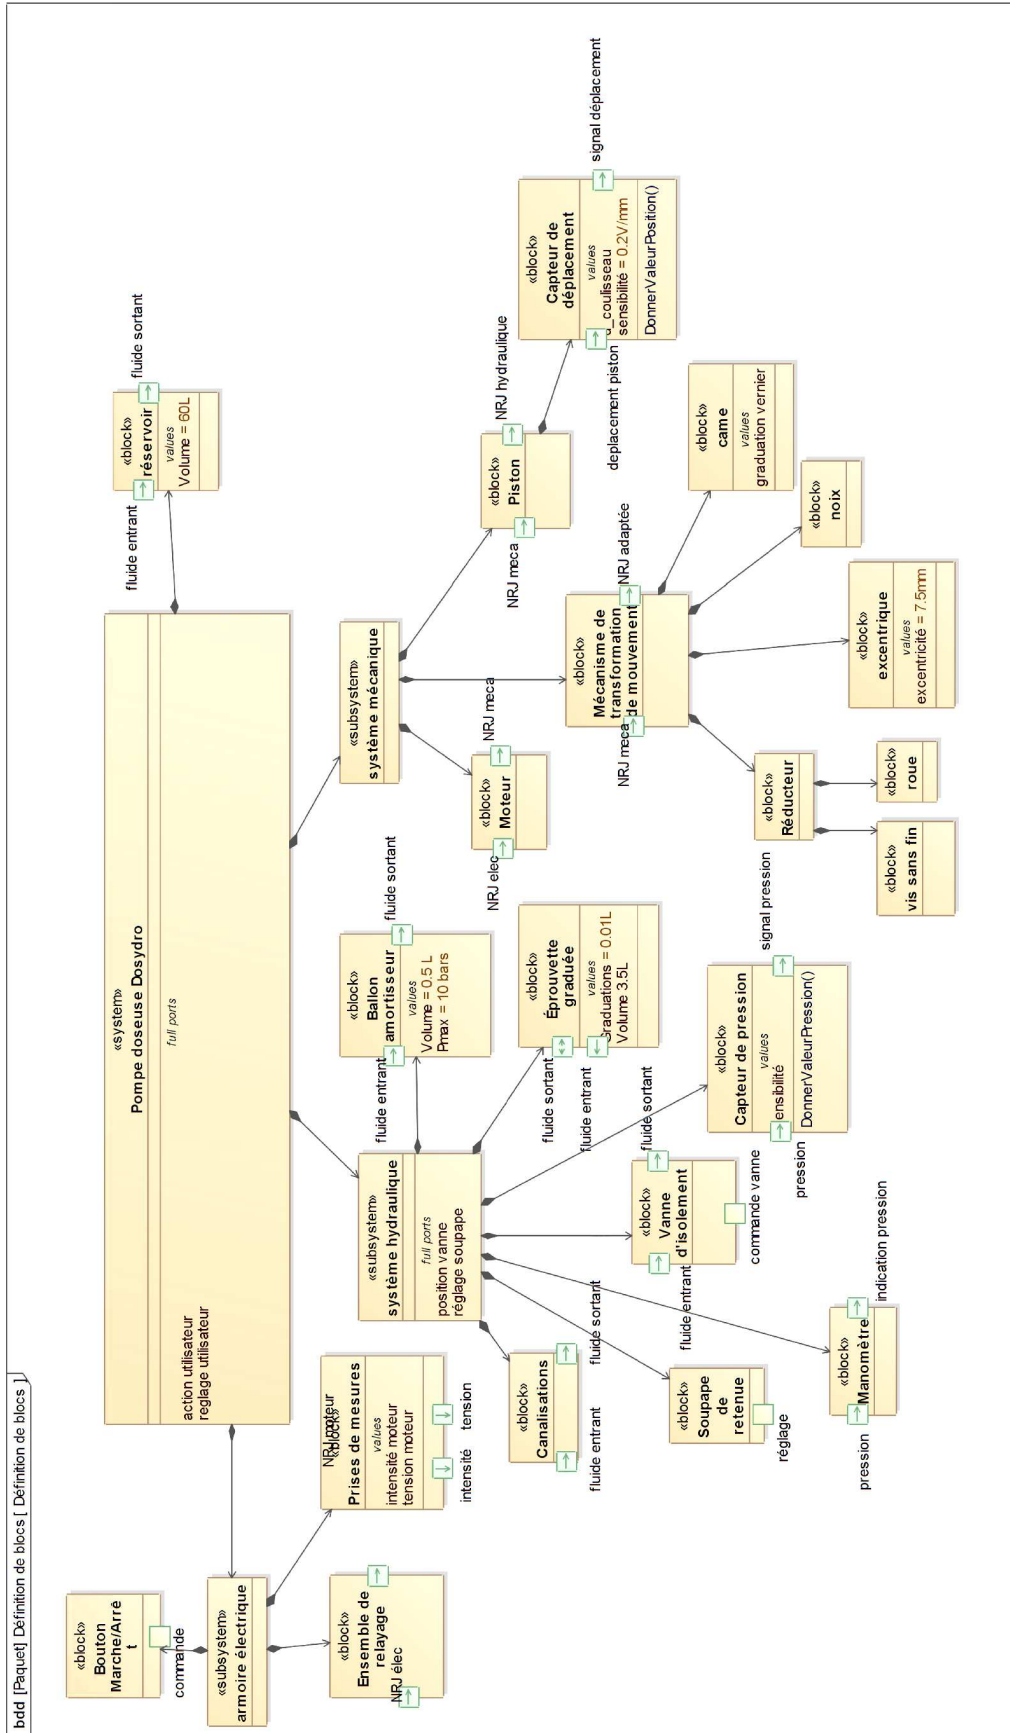 bdd [Paquet] Définition de blocs [ Définition de blocs ]
«system»
Pompe doseuse Dosydro
full ports
action utilisateur
reglage utilisateur
«block»
Bouton
Marche/Arré
t
commande
«subsystem»
armoire électrique
«block»
Ensemble de
relayage
NRJ élec
NRJ moteur
«block»
Prises de mesures
values
intensité moteur
tension moteur
intensité
tension
«subsystem»
système hydraulique
full ports
position vanne
réglage soupape
«block»
Canalisations
fluide entrant
fluide sortant
«block»
Soupape
de
retenue
réglage
«block»
Manomètre
pression
indication pression
«block»
Vanne
d'isolement
fluide entrant
fluide sortant
commande vanne
«block»
Capteur de pression
values
ensibilité
DonnerValeurPression()
pression
signal pression
«block»
Éprouvette
graduée
values
Graduations = 0.01L
Volume 3.5L
fluide sortant
fluide entrant
«block»
Ballon
amortisseur
values
Volume = 0.5 L
Pmax = 10 bars
fluide entrant
fluide sortant
«subsystem»
système mécanique
«block»
Moteur
NRJ elec
NRJ meca
«block»
Mécanisme de
transformation
de mouvement
NRJ meca
NRJ adaptée
«block»
Réducteur
«block»
vis sans fin
«block»
roue
«block»
excentrique
values
excentricité = 7.5mm
«block»
noix
«block»
came
values
graduation vernier
«block»
Piston
NRJ meca
NRJ hydraulique
«block»
Capteur de
déplacement
values
_coulisseau
sensibilité = 0.2V/mm
DonnerValeurPosition()
deplacement piston
signal déplacement
«block»
réservoir
values
Volume = 60L
fluide entrant
fluide sortant